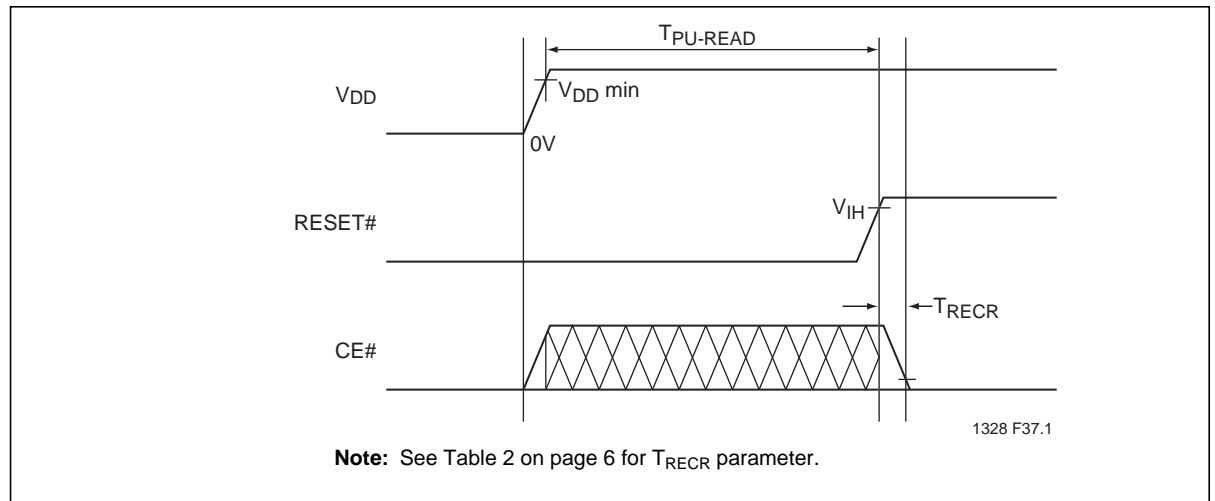 TPU-READ
VDD
VDD min
0V
VIH
RESET#
TRECR
CE#
1328 F37.1
Note: See Table 2 on page 6 for TRECR parameter.